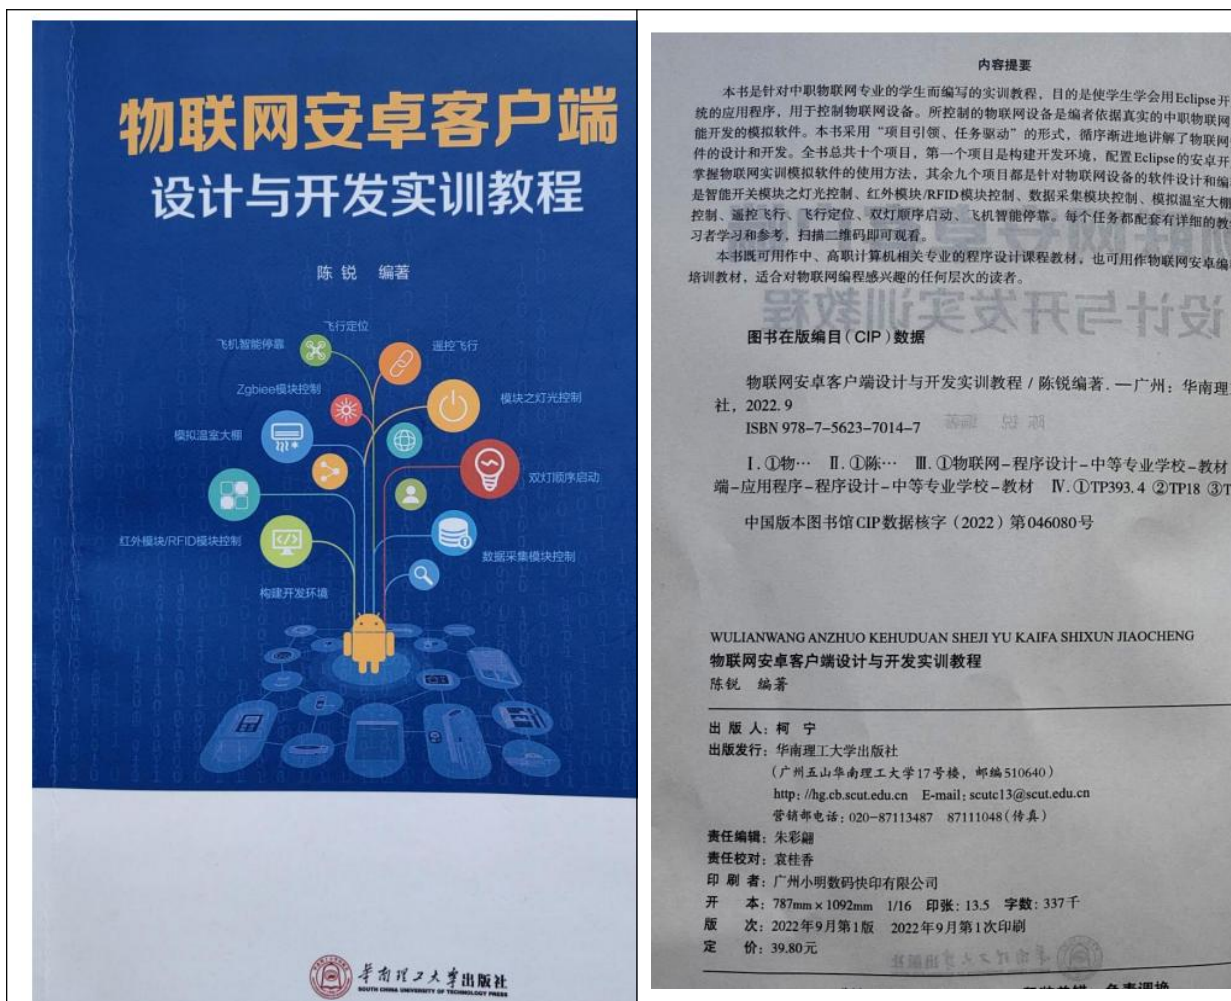 物联网安卓客户端
设计与开发实训教程
陈 锐 编著
飞行定位
飞机智能停靠
遥控飞行
Zgbiee模块控制
模块之灯光控制
模拟温室大棚
双灯顺序启动
红外模块/RFID模块控制
数据采集模块控制
构建开发环境
华南理工大学出版社
SOUTH CHINA UNIVERSITY OF TECHNOLOGY PRESS
内容提要
本书是针对中职物联网专业的学生而编写的实训教程，目的是使学生学会用Eclipse开
统的应用程序，用于控制物联网设备。所控制的物联网设备是编者依据真实的中职物联网
能开发的模拟软件。本书采用“项目引领、任务驱动”的形式，循序渐进地讲解了物联网
件的设计和开发。全书总共十个项目，第一个项目是构建开发环境，配置Eclipse的安卓开
掌握物联网实训模拟软件的使用方法，其余九个项目都是针对物联网设备的软件设计和编
是智能开关模块之灯光控制、红外模块/RFID模块控制、数据采集模块控制、模拟温室大棚
控制、遥控飞行、飞行定位、双灯顺序启动、飞机智能停靠。每个任务都配套有详细的教
习者学习和参考，扫描二维码即可观看。
本书既可用作中、高职计算机相关专业的程序设计课程教材，也可用作物联网安卓编
培训教材，适合对物联网编程感兴趣的任何层次的读者。
图书在版编目（CIP）数据
物联网安卓客户端设计与开发实训教程 / 陈锐编著. —广州：华南理
社，2022. 9
ISBN 978-7-5623-7014-7
Ⅰ. ①物… Ⅱ. ①陈… Ⅲ. ①物联网-程序设计-中等专业学校-教材
端-应用程序-程序设计-中等专业学校-教材 Ⅳ. ①TP393. 4 ②TP18 ③T
中国版本图书馆CIP数据核字（2022）第046080号
WULIANWANG ANZHUO KEHUDUAN SHEJI YU KAIFA SHIXUN JIAOCHENG
物联网安卓客户端设计与开发实训教程
陈锐 编著
出 版 人：柯 宁
出版发行：华南理工大学出版社
（广州五山华南理工大学17号楼，邮编510640）
http: //hg.cb.scut.edu.cn E-mail: scutc13@scut.edu.cn
营销部电话：020-87113487 87111048（传真）
责任编辑：朱彩翩
责任校对：袁桂香
印 刷 者：广州小明数码快印有限公司
开 本：787mm × 1092mm 1/16 印张：13.5 字数：337千
版 次：2022年9月第1版 2022年9月第1次印刷
定 价：39.80元